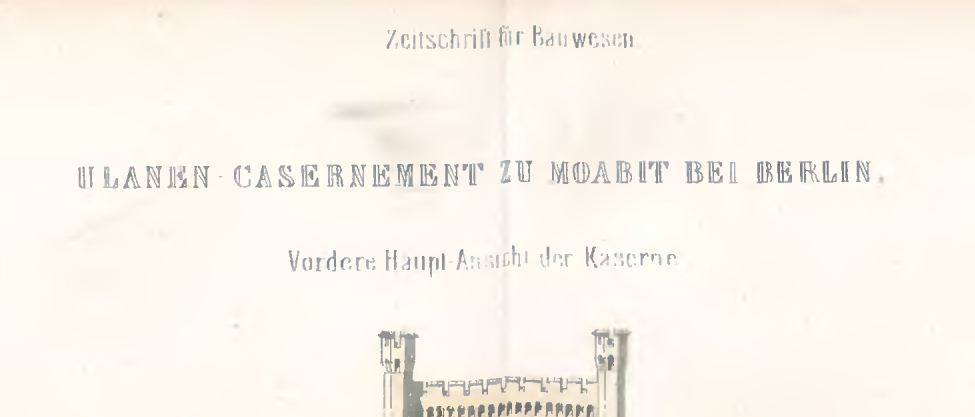 Zeitschrift für Bauwesen.
ULANEN-CASERNEMENT ZU MOABIT BEI BERLIN.
Vordere Haupt-Ansicht der Kaserne